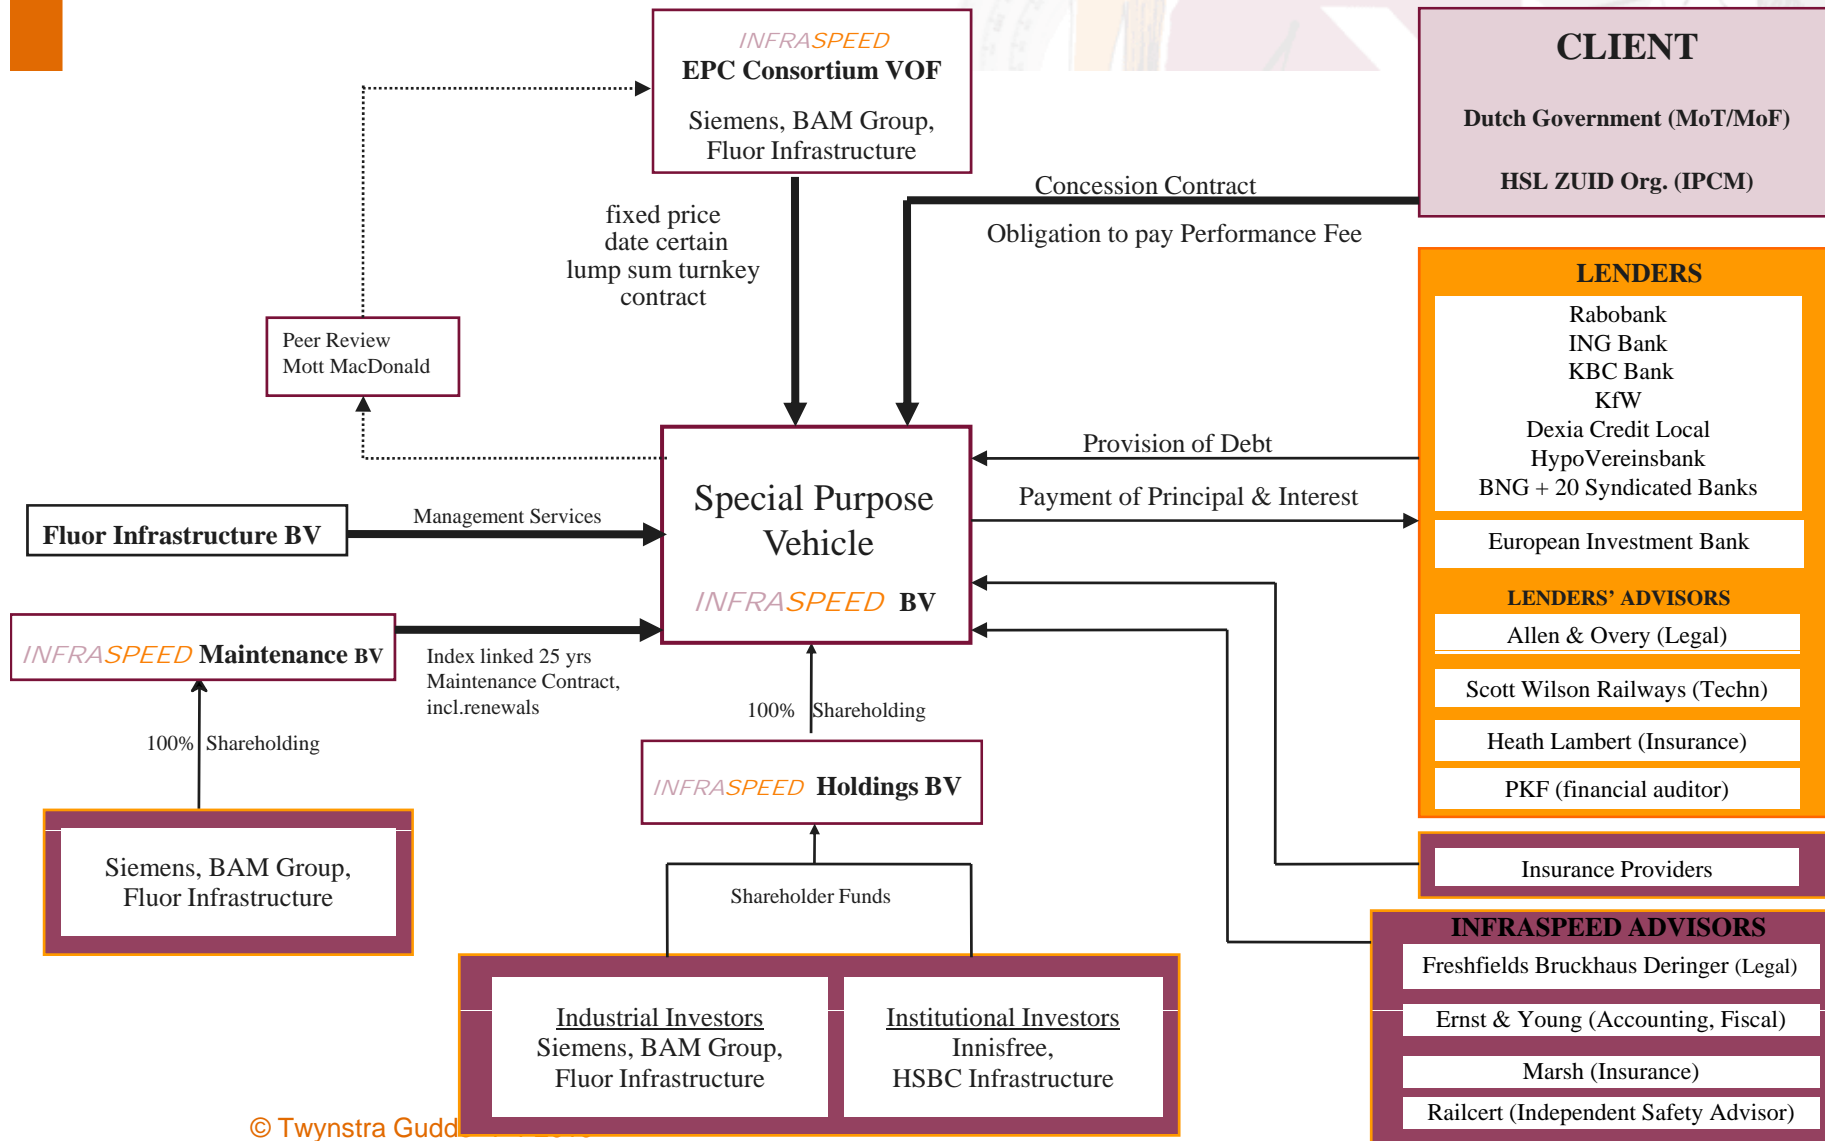 INFRASPEED
EPC Consortium VOF
Siemens, BAM Group,
Fluor Infrastructure
CLIENT
Dutch Government (MoT/MoF)
HSL ZUID Org. (IPCM)
Concession Contract
Obligation to pay Performance Fee
fixed price
date certain
lump sum turnkey
contract
Peer Review
Mott MacDonald
LENDERS
Rabobank
ING Bank
KBC Bank
KfW
Dexia Credit Local
HypoVereinsbank
BNG + 20 Syndicated Banks
European Investment Bank
LENDERS' ADVISORS
Allen & Overy (Legal)
Scott Wilson Railways (Techn)
Heath Lambert (Insurance)
PKF (financial auditor)
Provision of Debt
Payment of Principal & Interest
Special Purpose
Vehicle
INFRASPEED BV
Fluor Infrastructure BV
Management Services
INFRASPEED Maintenance BV
Index linked 25 yrs
Maintenance Contract,
incl.renewals
100% Shareholding
Siemens, BAM Group,
Fluor Infrastructure
100% Shareholding
INFRASPEED Holdings BV
Shareholder Funds
Industrial Investors
Siemens, BAM Group,
Fluor Infrastructure
Institutional Investors
Innisfree,
HSBC Infrastructure
Insurance Providers
INFRASPEED ADVISORS
Freshfields Bruckhaus Deringer (Legal)
Ernst & Young (Accounting, Fiscal)
Marsh (Insurance)
Railcert (Independent Safety Advisor)
© Twynstra